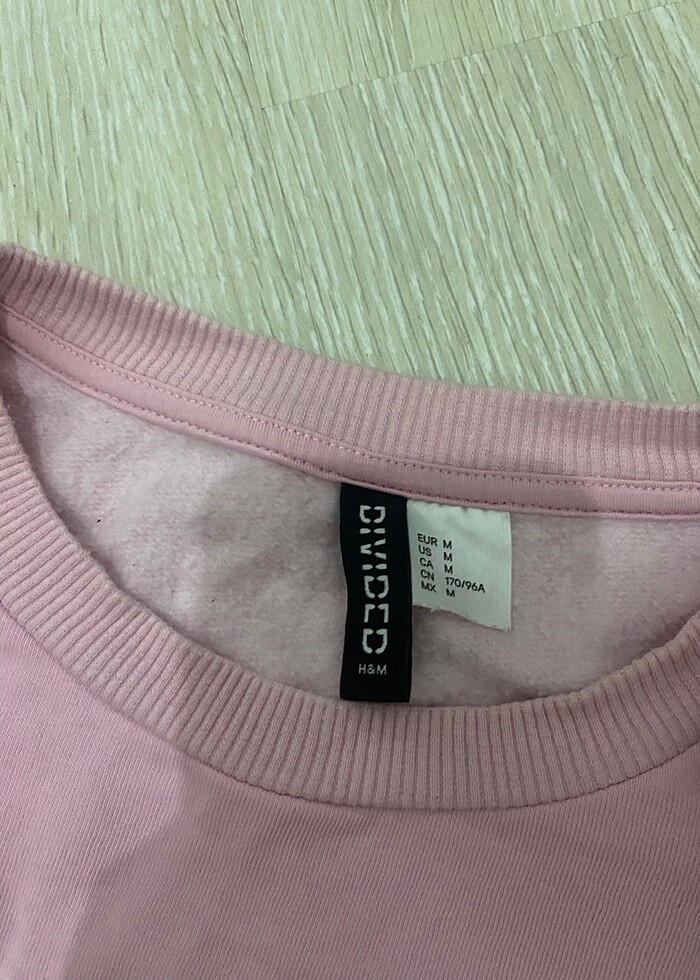 DIVIDED
H&M
EUR M
US M
CA M
CN 170/96A
MX M